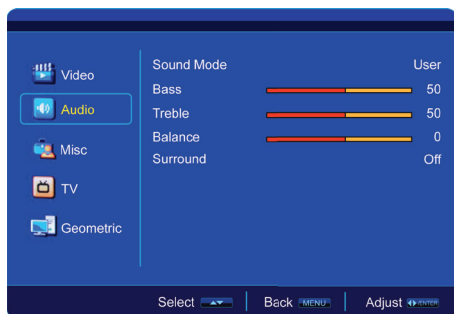 Video
Audio
Misc
TV
Geometric
Sound Mode User
Bass 50
Treble 50
Balance 0
Surround Off
Select Back MENU Adjust ENTER